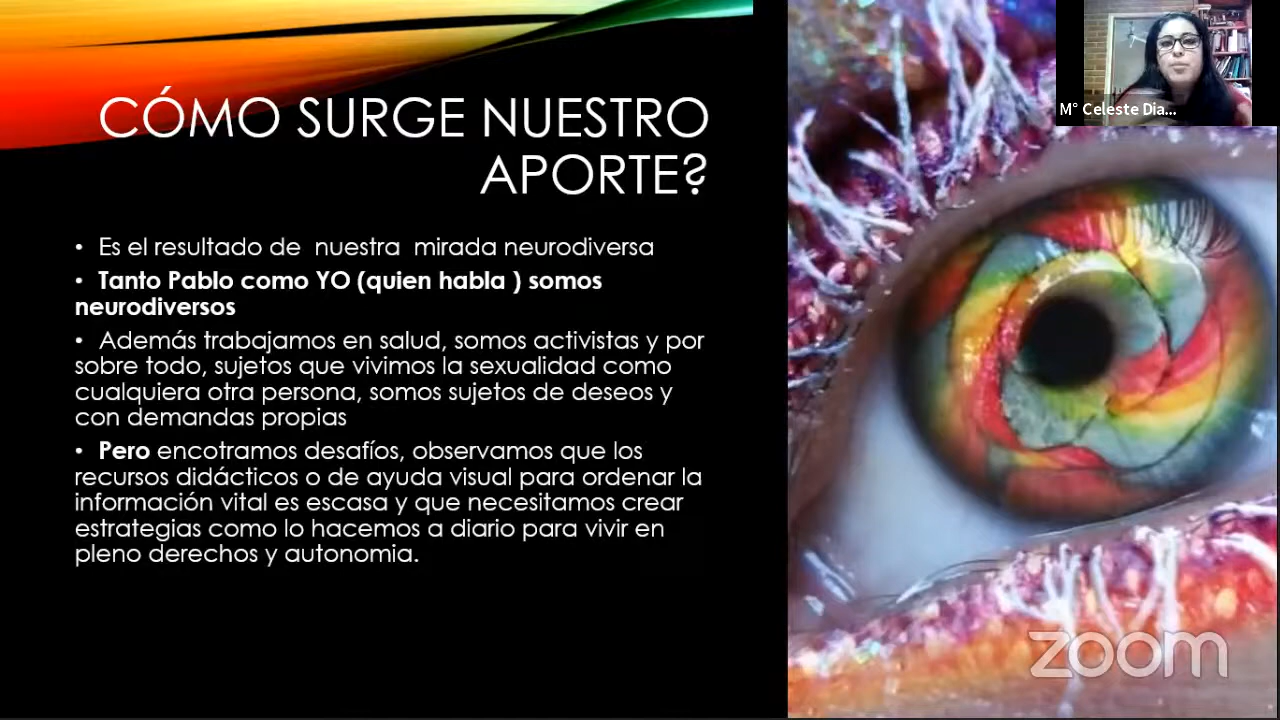 CÓMO SURGE NUESTRO
APORTE?
• Es el resultado de nuestra mirada neurodiversa
• Tanto Pablo como YO (quien habla ) somos
neurodiversos
• Además trabajamos en salud, somos activistas y por
sobre todo, sujetos que vivimos la sexualidad como
cualquiera otra persona, somos sujetos de deseos y
con demandas propias
• Pero encotramos desafíos, observamos que los
recursos didácticos o de ayuda visual para ordenar la
información vital es escasa y que necesitamos crear
estrategias como lo hacemos a diario para vivir en
pleno derechos y autonomia.
M° Celeste Dia...
zoom